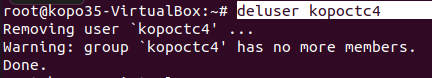 root@kopo35-VirtualBox:~# deluser kopoctc4
Removing user `kopoctc4' ...
Warning: group `kopoctc4' has no more members.
Done.